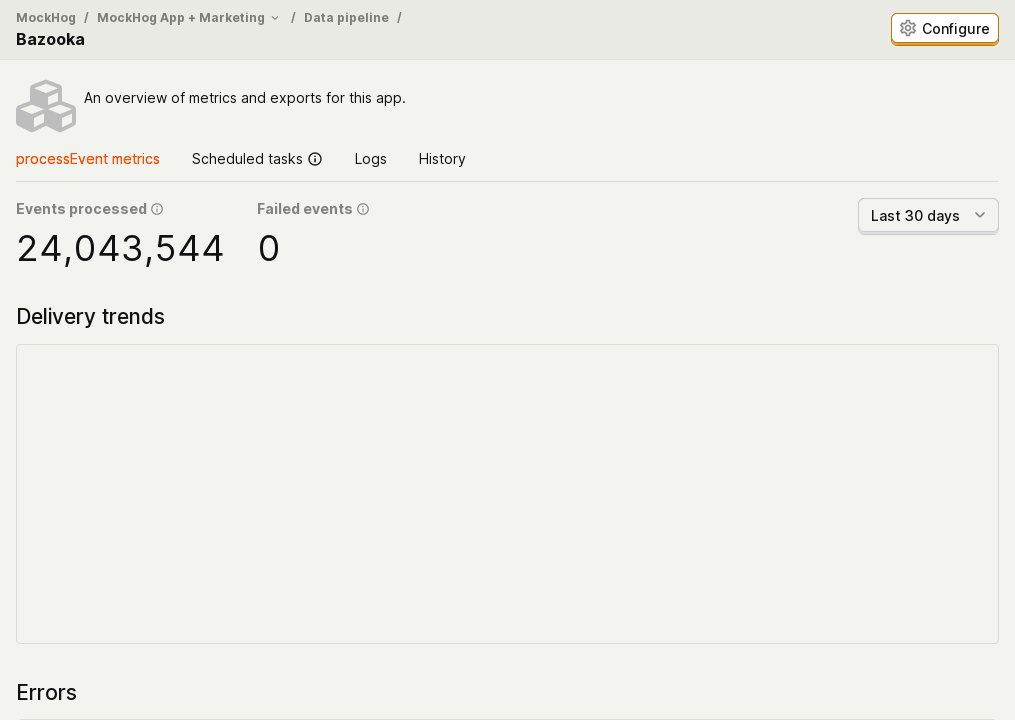 MockHog / MockHog App + Marketing / Data pipeline /
Bazooka
Configure
An overview of metrics and exports for this app.
processEvent metrics Scheduled tasks Logs History
Events processed Failed events
24,043,544 0
Last 30 days
Delivery trends
Errors